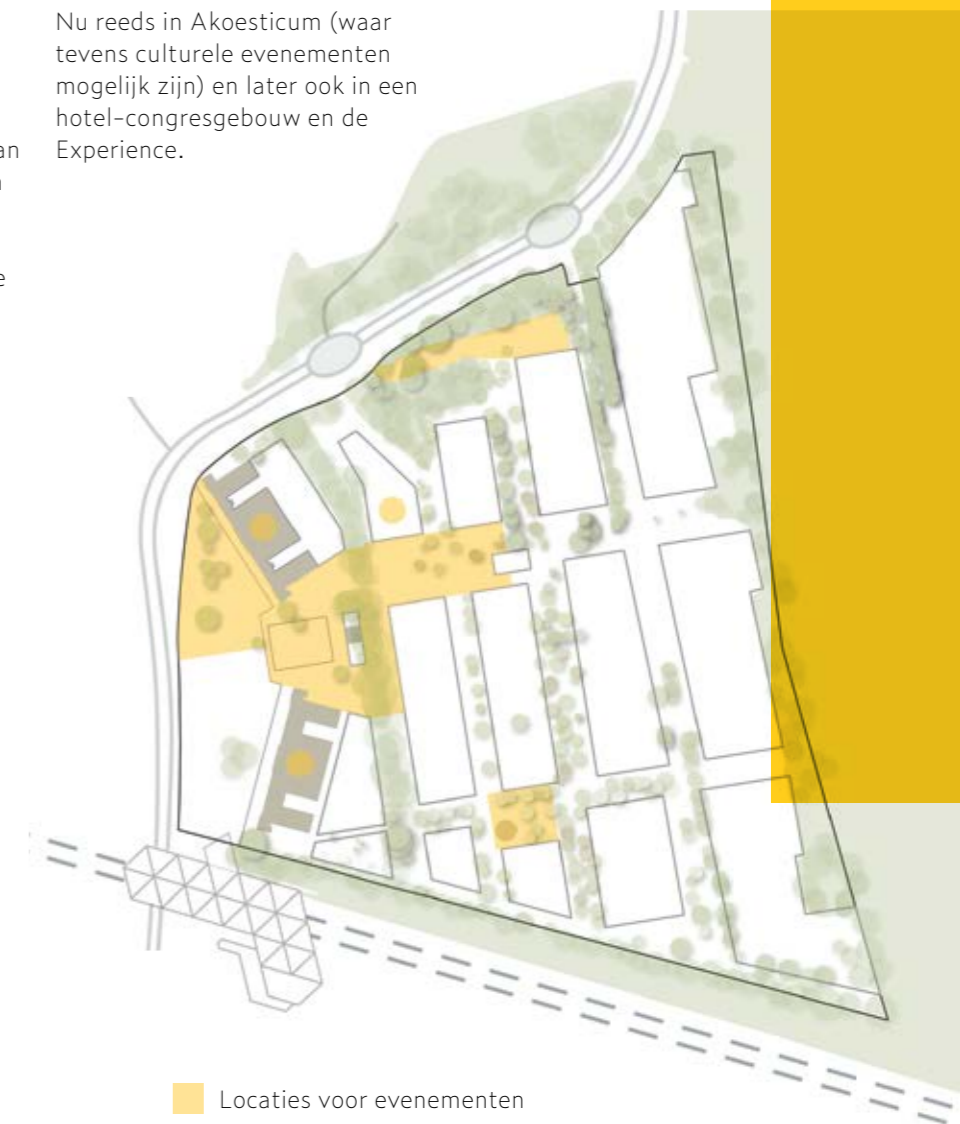 Nu reeds in Akoesticum (waar
tevens culturele evenementen
mogelijk zijn) en later ook in een
hotel-congresgebouw en de
Experience.
Locaties voor evenementen